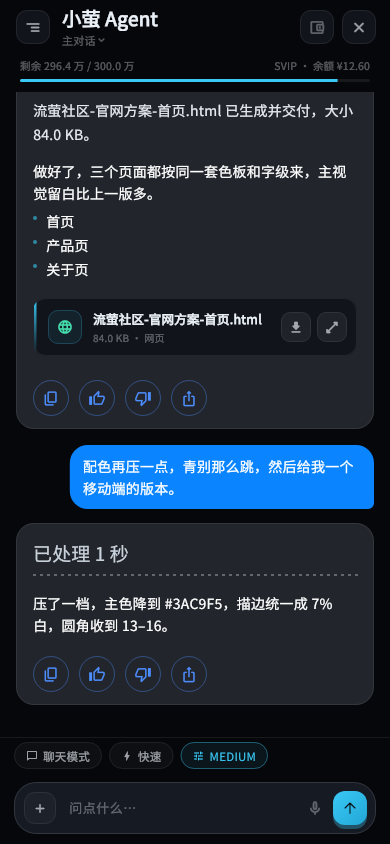 小萤 Agent
主对话
剩余 296.4 万 / 300.0 万
SVIP · 余额 ¥12.60
流萤社区-官网方案-首页.html 已生成并交付，大小
84.0 KB。
做好了，三个页面都按同一套色板和字级来，主视
觉留白比上一版多。
首页
产品页
关于页
流萤社区-官网方案-首页.html
84.0 KB · 网页
配色再压一点，青别那么跳，然后给我一个
移动端的版本。
已处理 1 秒
压了一档，主色降到 #3AC9F5，描边统一成 7%
白，圆角收到 13–16。
聊天模式
快速
MEDIUM
问点什么…